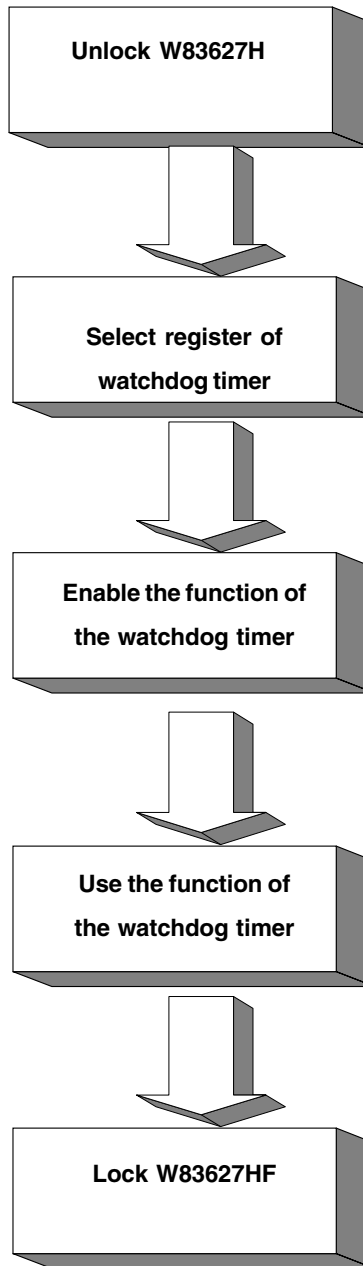 Unlock W83627H
Select register of
watchdog timer
Enable the function of
the watchdog timer
Use the function of
the watchdog timer
Lock W83627HF